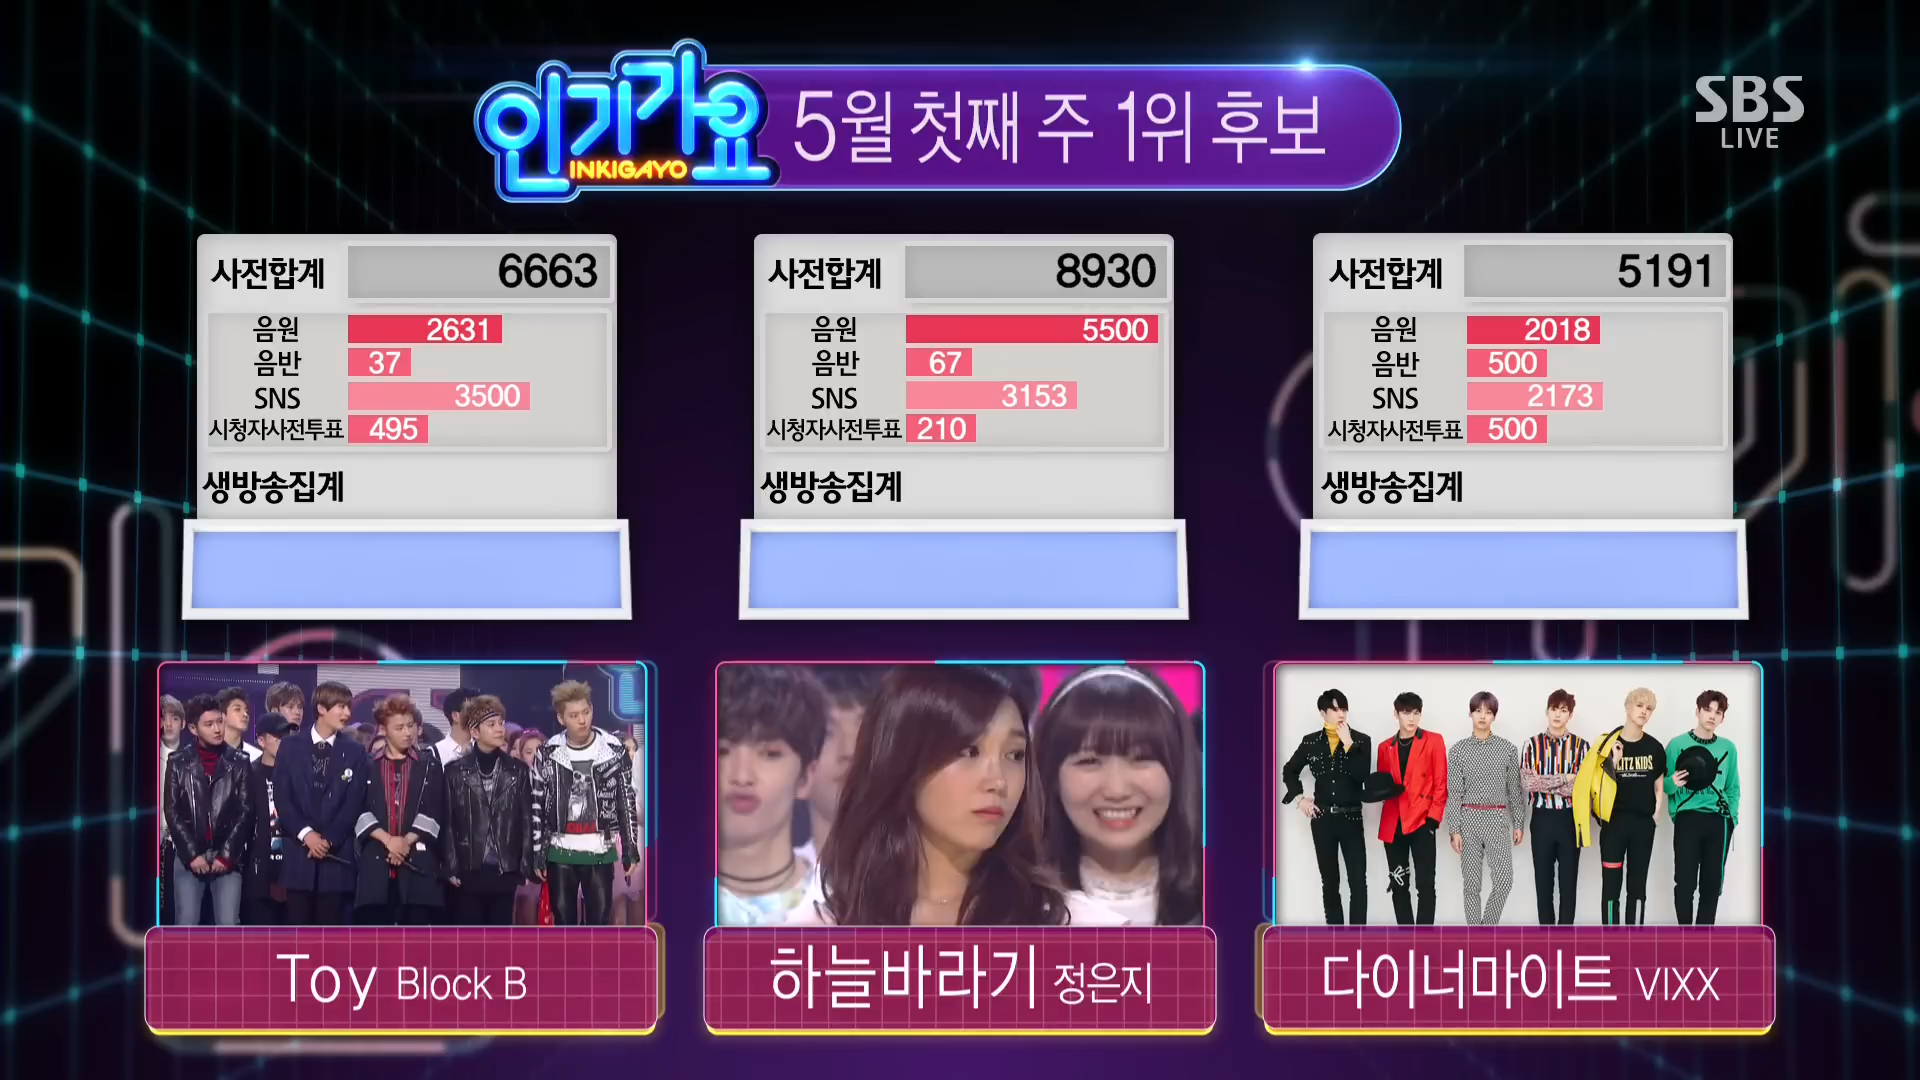 인기가요
INKIGAYO
5월 첫째 주 1위 후보
SBS
LIVE
사전합계 6663
음원 2631
음반 37
SNS 3500
시청자사전투표 495
생방송집계
Toy Block B
사전합계 8930
음원 5500
음반 67
SNS 3153
시청자사전투표 210
생방송집계
하늘바라기 정은지
사전합계 5191
음원 2018
음반 500
SNS 2173
시청자사전투표 500
생방송집계
다이너마이트 VIXX